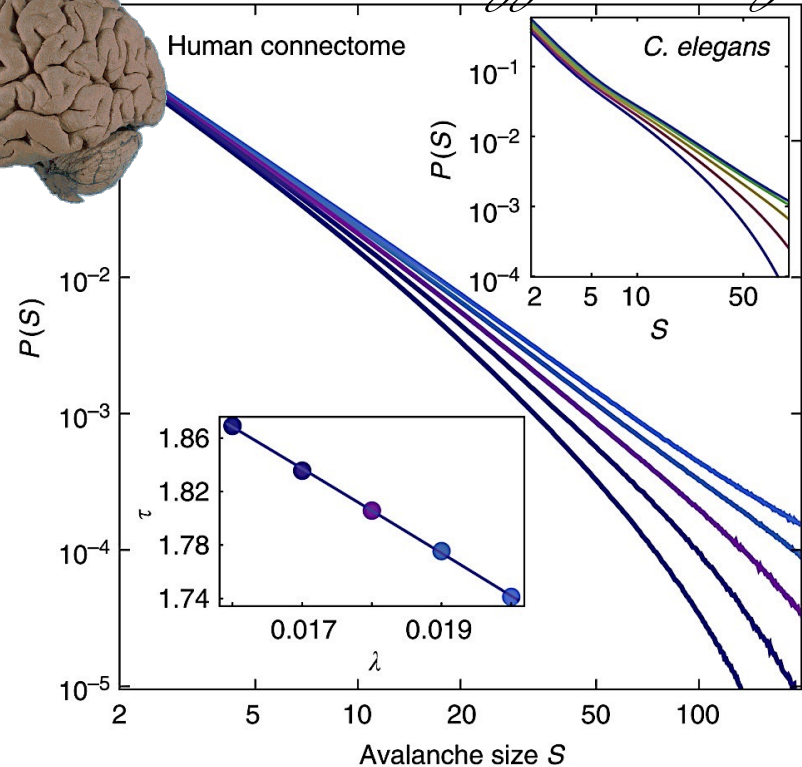 Human connectome
C. elegans
10⁻¹
10⁻²
10⁻³
10⁻⁴
P(S)
2 5 10 50
S
10⁻²
10⁻³
10⁻⁴
10⁻⁵
P(S)
1.86
1.82
1.78
1.74
τ
0.017 0.019
λ
2 5 10 20 50 100
Avalanche size S